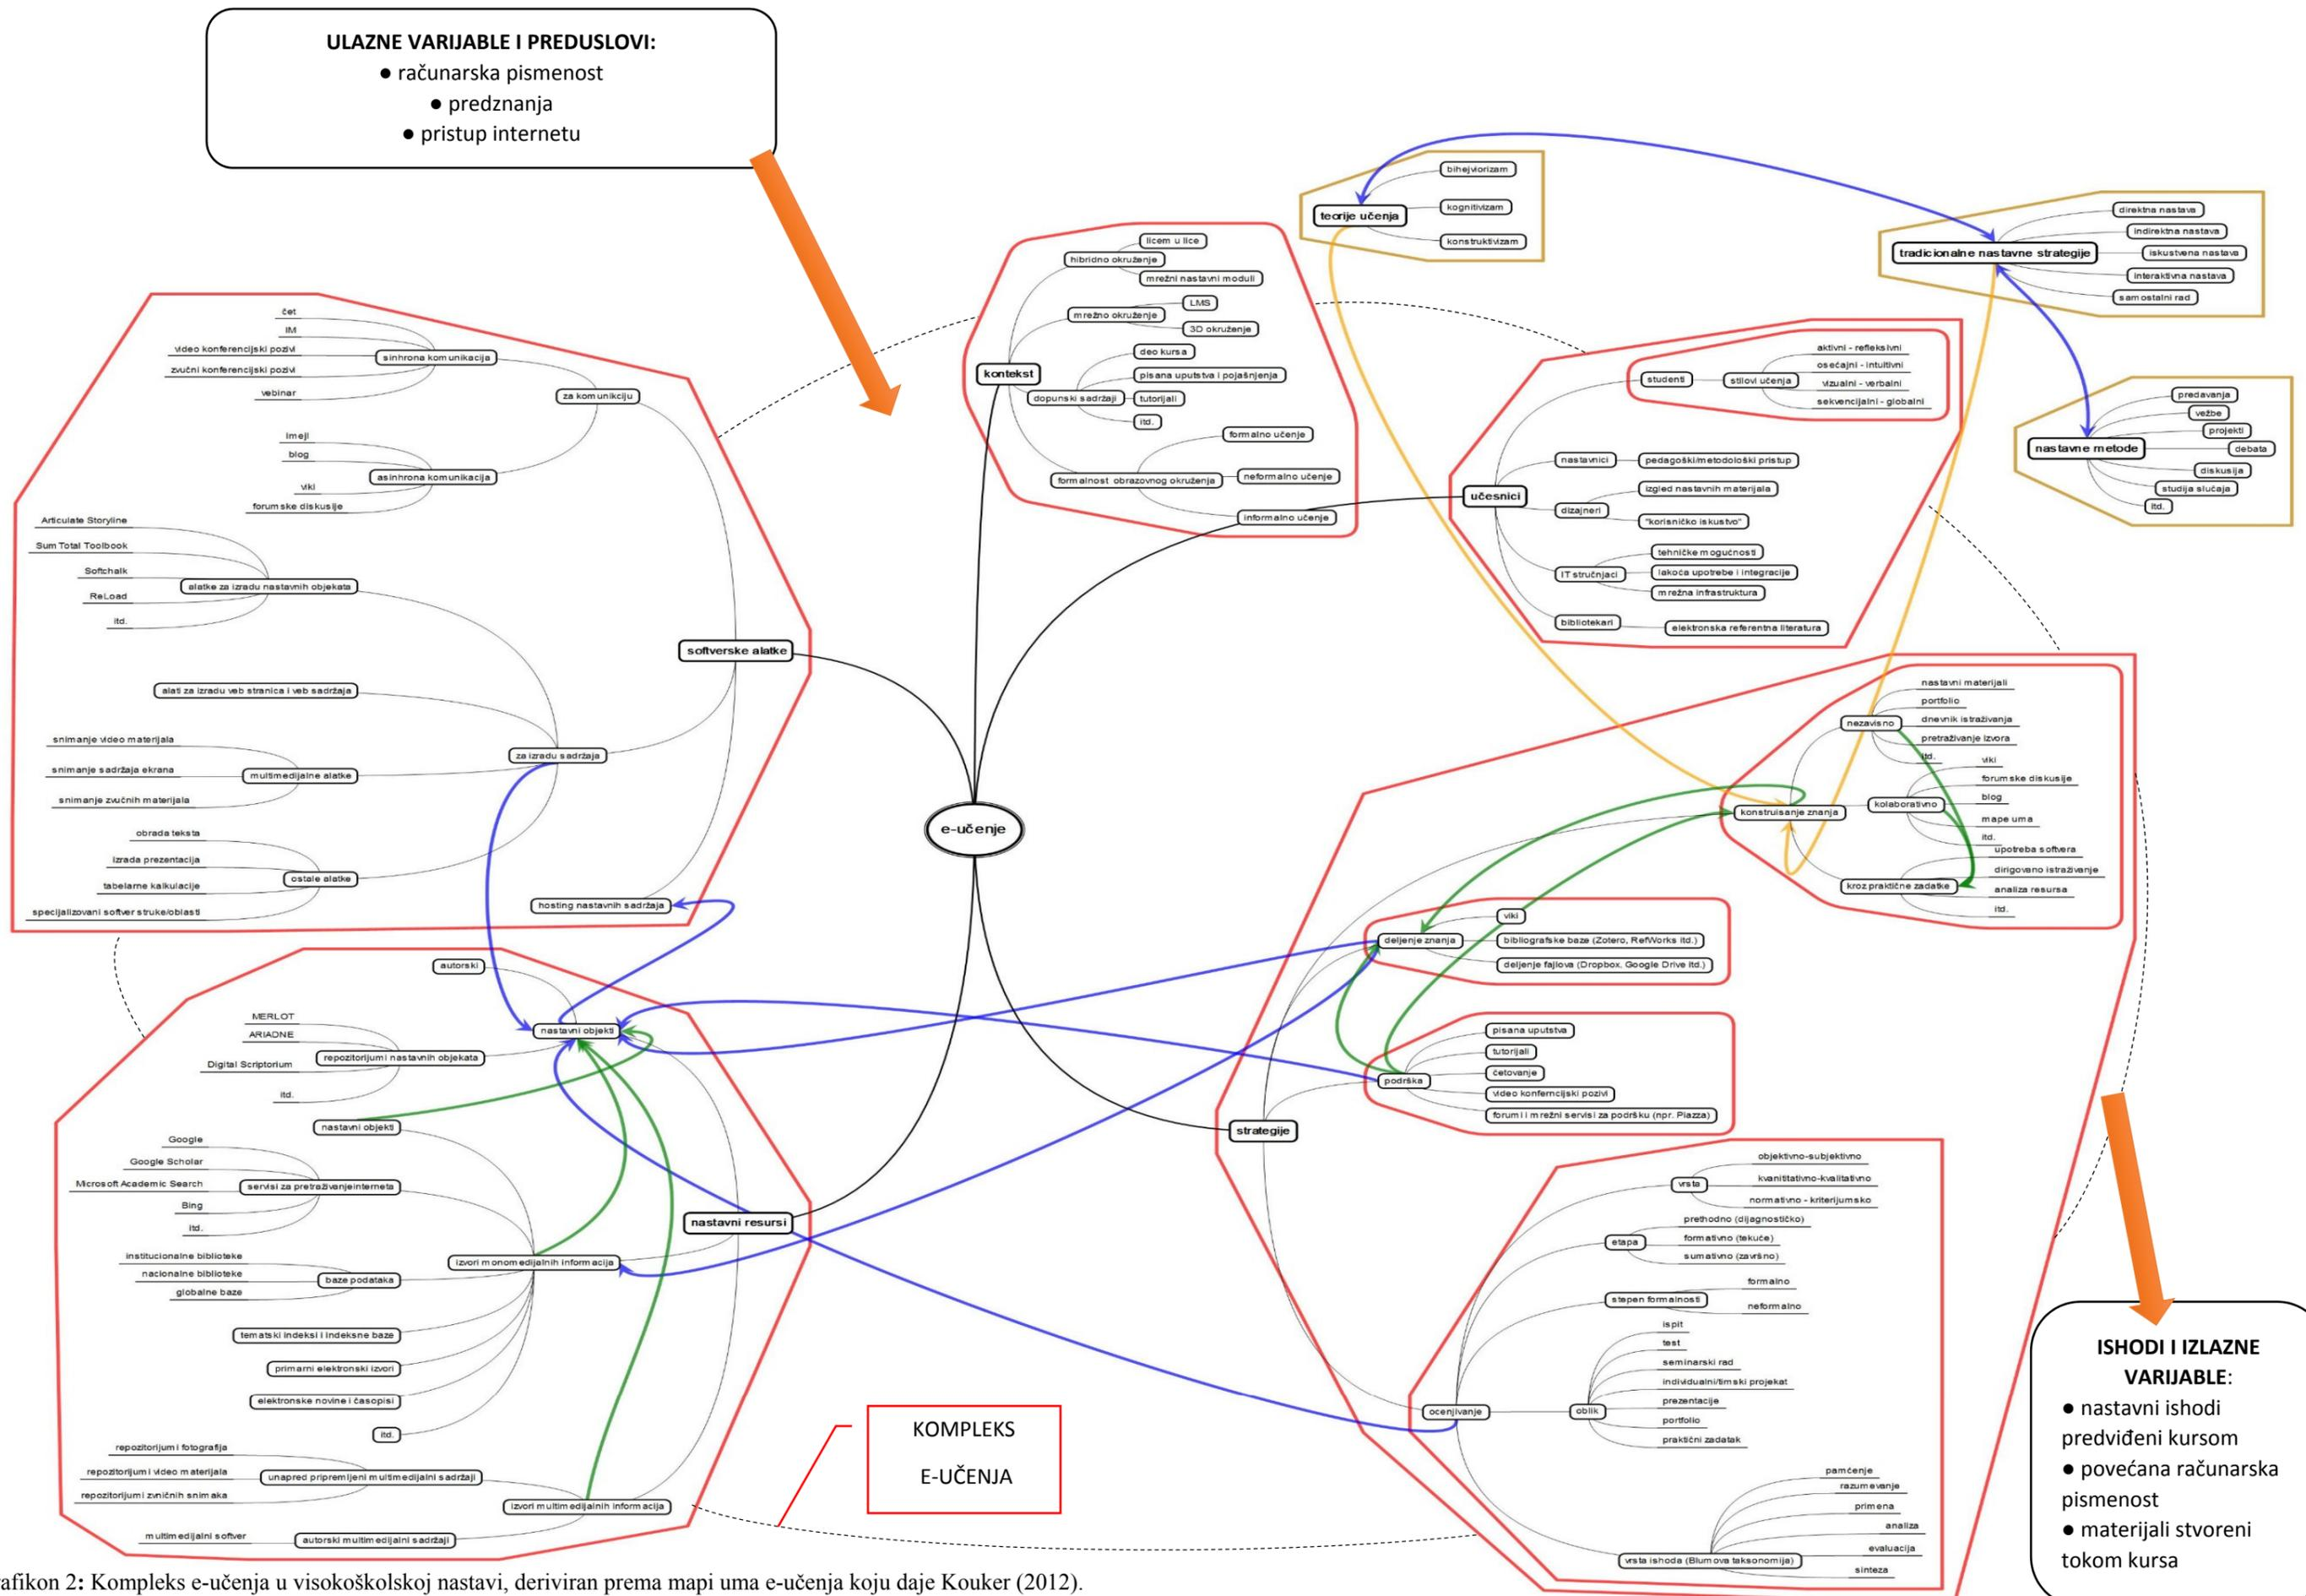 ULAZNE VARIJABLE I PREDUSLOVI:
● računarska pismenost
● predznanja
● pristup internetu
teorije učenja
bihejviorizam
kognitivizam
konstruktivizam
tradicionalne nastavne strategije
direktna nastava
indirektna nastava
iskustvena nastava
interaktivna nastava
samostalni rad
nastavne metode
predavanja
vežbe
projekti
debata
diskusija
studija slučaja
itd.
kontekst
hibridno okruženje
licem u lice
mrežni nastavni moduli
mrežno okruženje
LMS
3D okruženje
dopunski sadržaji
deo kursa
pisana uputstva i pojašnjenja
tutorijali
itd.
formalnost obrazovnog okruženja
formalno učenje
neformalno učenje
informalno učenje
učesnici
studenti
stilovi učenja
aktivni - refleksivni
osećajni - intuitivni
vizualni - verbalni
sekvencijalni - globalni
nastavnici
pedagoški/metodološki pristup
dizajneri
izgled nastavnih materijala
"korisničko iskustvo"
IT stručnjaci
tehničke mogućnosti
lakoća upotrebe i integracije
mrežna infrastruktura
bibliotekari
elektronska referentna literatura
softverske alatke
za komunikciju
sinhrona komunikacija
čet
IM
video konferencijski pozivi
zvučni konferencijski pozivi
vebinar
asinhrona komunikacija
imejl
blog
viki
forumske diskusije
za izradu sadržaja
alatke za izradu nastavnih objekata
Articulate Storyline
Sum Total Toolbook
Softchalk
ReLoad
itd.
alati za izradu veb stranica i veb sadržaja
multimedijalne alatke
snimanje video materijala
snimanje sadržaja ekrana
snimanje zvučnih materijala
ostale alatke
obrada teksta
izrada prezentacija
tabelarne kalkulacije
specijalizovani softver struke/oblasti
hosting nastavnih sadržaja
e-učenje
strategije
konstruisanje znanja
nezavisno
nastavni materijali
portfolio
dnevnik istraživanja
pretraživanje izvora
itd.
kolaborativno
viki
forumske diskusije
blog
mape uma
itd.
kroz praktične zadatke
upotreba softvera
dirigovano istraživanje
analiza resursa
itd.
deljenje znanja
viki
bibliografske baze (Zotero, RefWorks itd.)
deljenje fajlova (Dropbox, Google Drive itd.)
podrška
pisana uputstva
tutorijali
četovanje
video konferncijski pozivi
forumi i mrežni servisi za podršku (npr. Piazza)
ocenjivanje
vrsta
objektivno-subjektivno
kvanititativno-kvalitativno
normativno - kriterijumsko
etapa
prethodno (dijagnostičko)
formativno (tekuće)
sumativno (završno)
stepen formalnosti
formalno
neformalno
oblik
ispit
test
seminarski rad
individualni/timski projekat
prezentacije
portfolio
praktični zadatak
vrsta ishoda (Blumova taksonomija)
pamćenje
razumevanje
primena
analiza
evaluacija
sinteza
nastavni resursi
nastavni objekti
autorski
repozitorijumi nastavnih objekata
MERLOT
ARIADNE
Digital Scriptorium
itd.
izvori monomedijalnih informacija
nastavni objekti
servisi za pretraživanjeinterneta
Google
Google Scholar
Microsoft Academic Search
Bing
itd.
baze podataka
institucionalne biblioteke
nacionalne biblioteke
globalne baze
tematski indeksi i indeksne baze
primarni elektronski izvori
elektronske novine i časopisi
itd.
izvori multimedijalnih informacija
unapred pripremljeni multimedijalni sadržaji
repozitorijumi fotografija
repozitorijumi video materijala
repozitorijumi zvničnih snimaka
autorski multimedijalni sadržaji
multimedijalni softver
KOMPLEKS
E-UČENJA
ISHODI I IZLAZNE
VARIJABLE:
● nastavni ishodi
predviđeni kursom
● povećana računarska
pismenost
● materijali stvoreni
tokom kursa
rafikon 2: Kompleks e-učenja u visokoškolskoj nastavi, deriviran prema mapi uma e-učenja koju daje Kouker (2012).